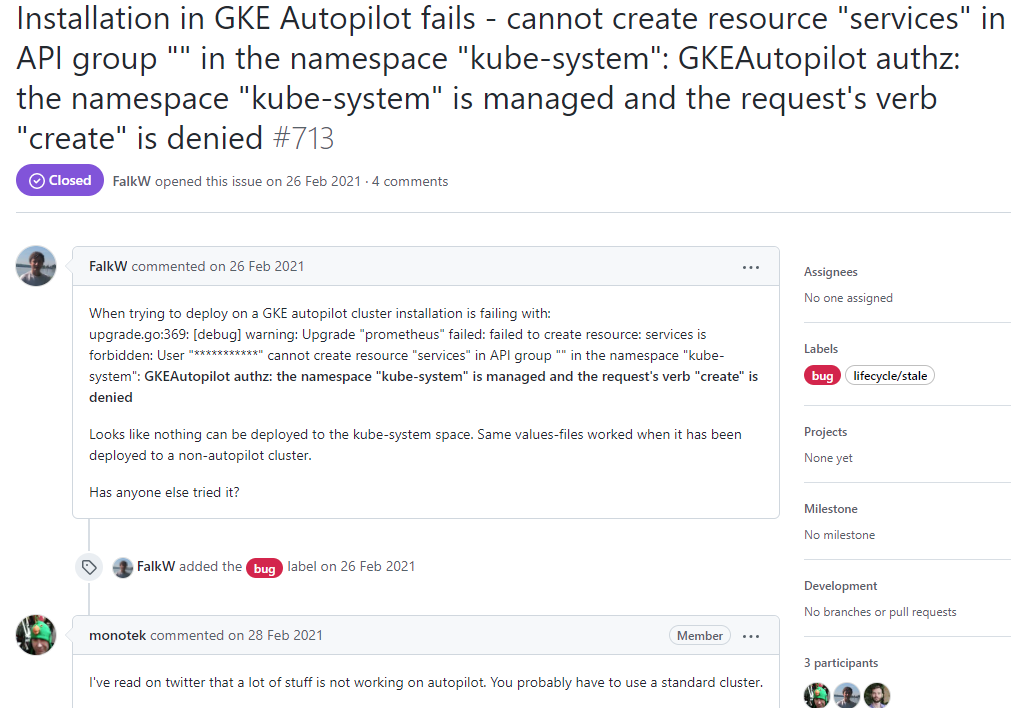 Installation in GKE Autopilot fails - cannot create resource "services" in
API group "" in the namespace "kube-system": GKEAutopilot authz:
the namespace "kube-system" is managed and the request's verb
"create" is denied #713
Closed FalkW opened this issue on 26 Feb 2021 · 4 comments
FalkW commented on 26 Feb 2021
When trying to deploy on a GKE autopilot cluster installation is failing with:
upgrade.go:369: [debug] warning: Upgrade "prometheus" failed: failed to create resource: services is
forbidden: User "***********" cannot create resource "services" in API group "" in the namespace "kube-
system": GKEAutopilot authz: the namespace "kube-system" is managed and the request's verb "create" is
denied
Looks like nothing can be deployed to the kube-system space. Same values-files worked when it has been
deployed to a non-autopilot cluster.
Has anyone else tried it?
FalkW added the bug label on 26 Feb 2021
monotek commented on 28 Feb 2021 Member
I've read on twitter that a lot of stuff is not working on autopilot. You probably have to use a standard cluster.
Assignees
No one assigned
Labels
bug lifecycle/stale
Projects
None yet
Milestone
No milestone
Development
No branches or pull requests
3 participants